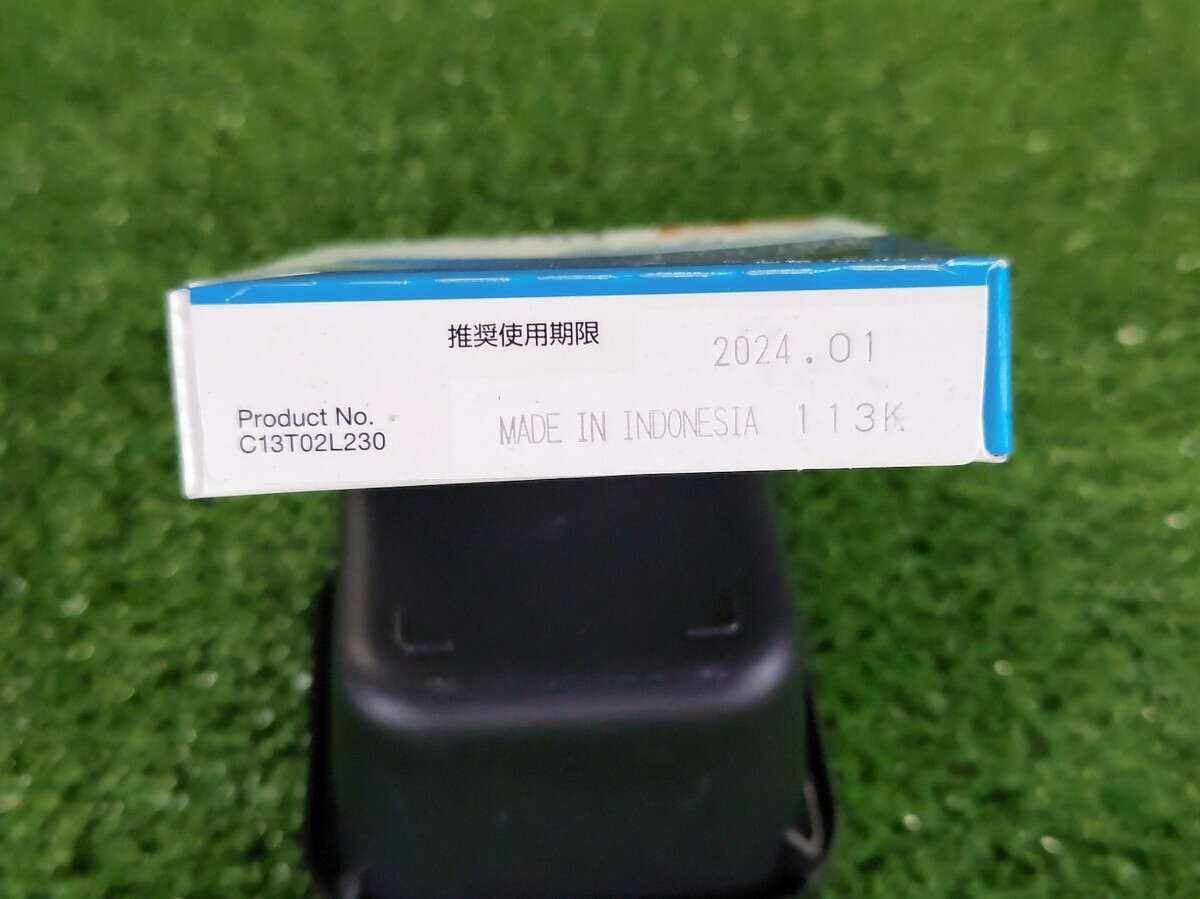 推奨使用期限
2024.01
Product No.
C13T02L230
MADE IN INDONESIA 113K